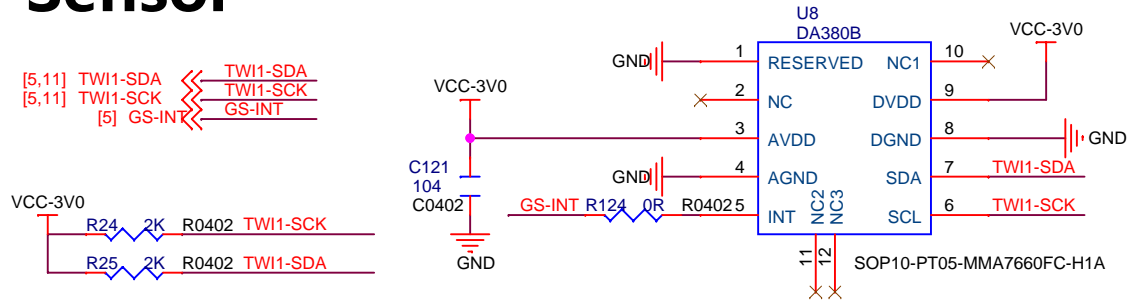 Sensor
[5,11] TWI1-SDA TWI1-SDA
[5,11] TWI1-SCK TWI1-SCK
[5] GS-INT GS-INT
VCC-3V0
R24 2K R0402 TWI1-SCK
R25 2K R0402 TWI1-SDA
VCC-3V0
C121
104
C0402
GND
U8
DA380B
VCC-3V0
GND 1 RESERVED NC1 10
2 NC DVDD 9
3 AVDD DGND 8 GND
GND 4 AGND SDA 7 TWI1-SDA
GS-INT R124 0R R0402 5 INT SCL 6 TWI1-SCK
NC2
NC3
11
12
SOP10-PT05-MMA7660FC-H1A